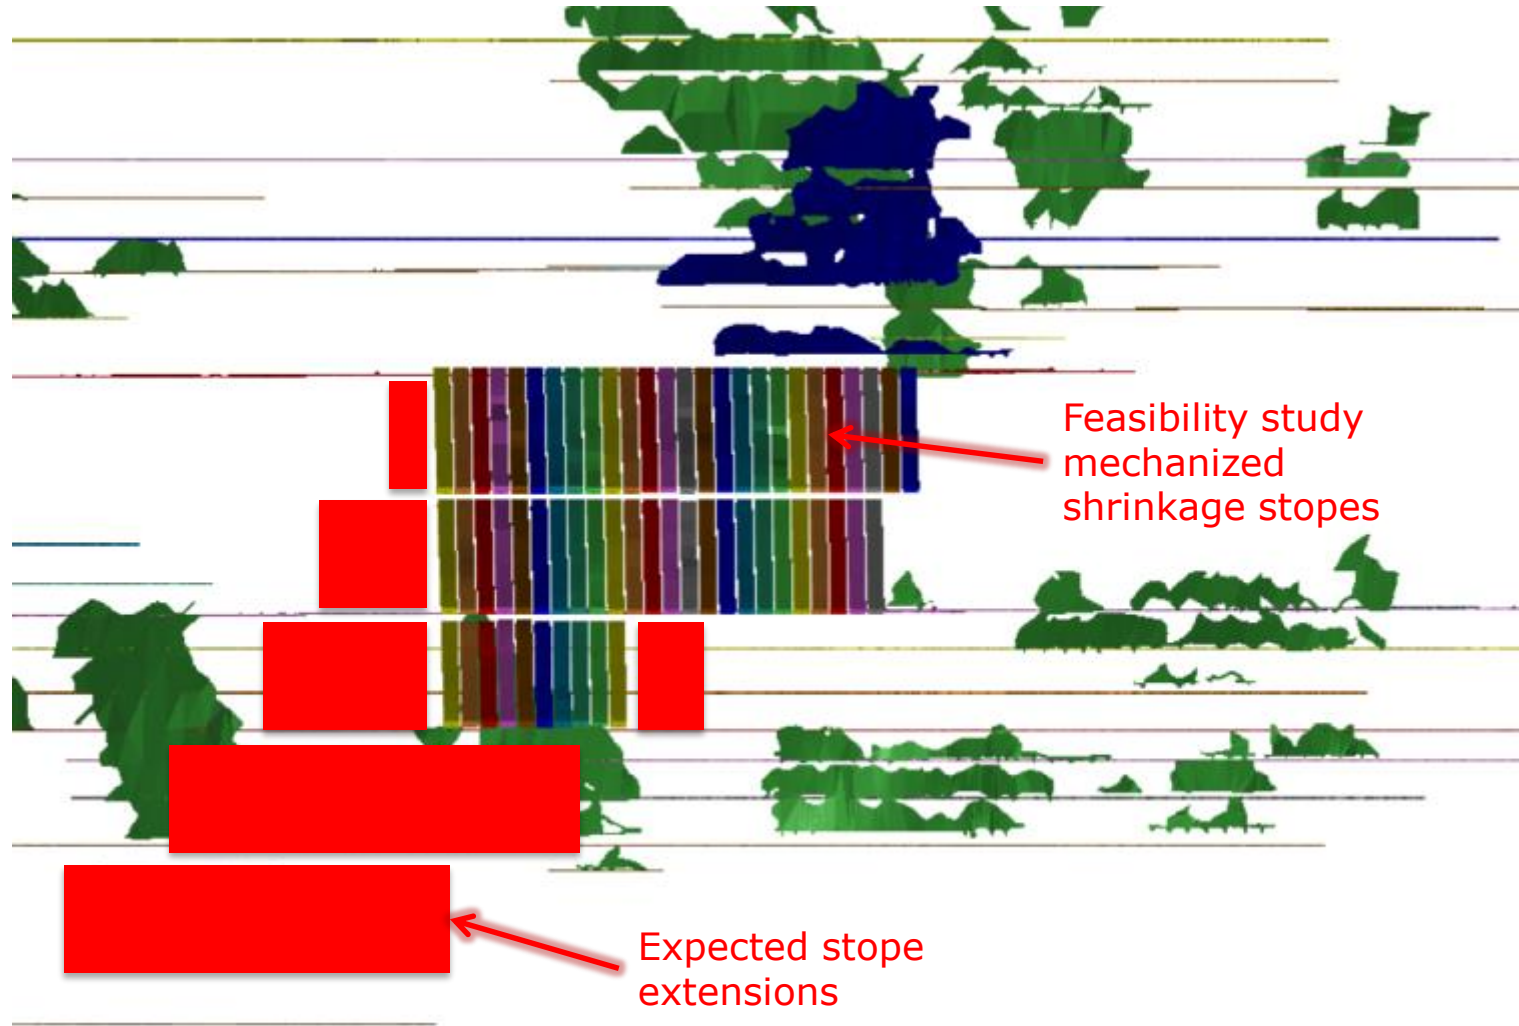 Feasibility study
mechanized
shrinkage stopes
Expected stope
extensions